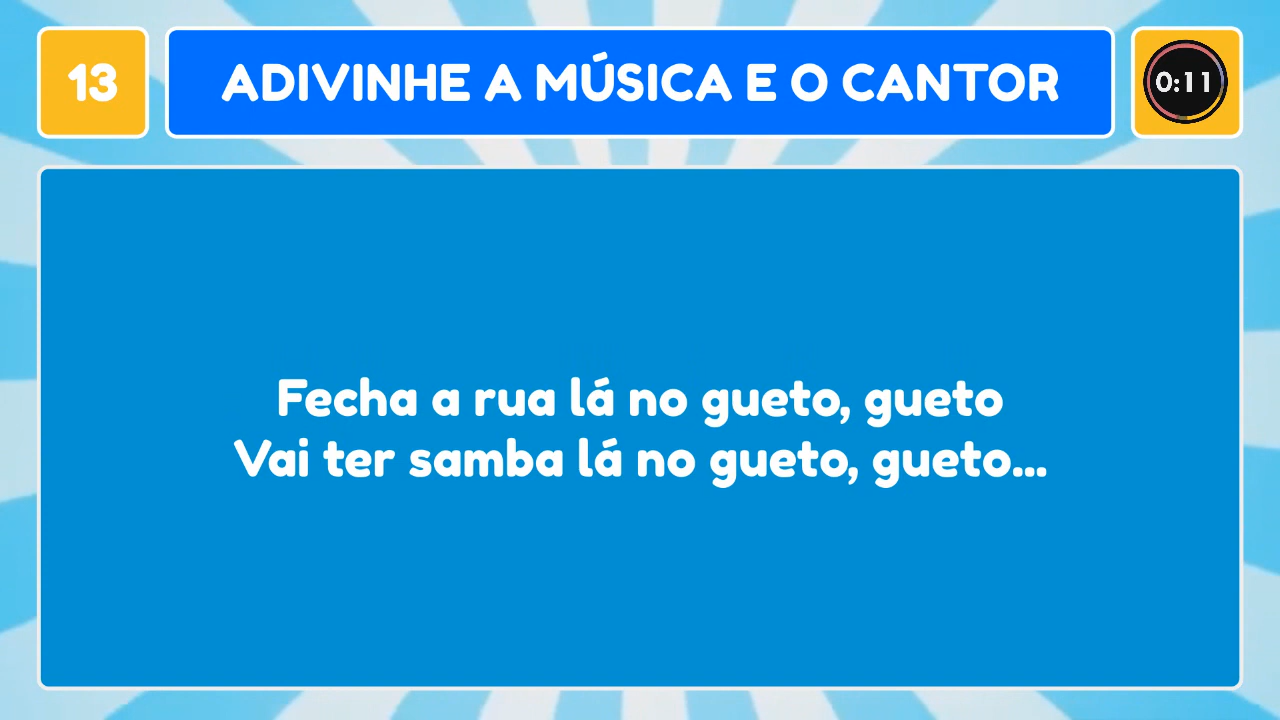 13
ADIVINHE A MÚSICA E O CANTOR
0:11
Fecha a rua lá no gueto, gueto
Vai ter samba lá no gueto, gueto...